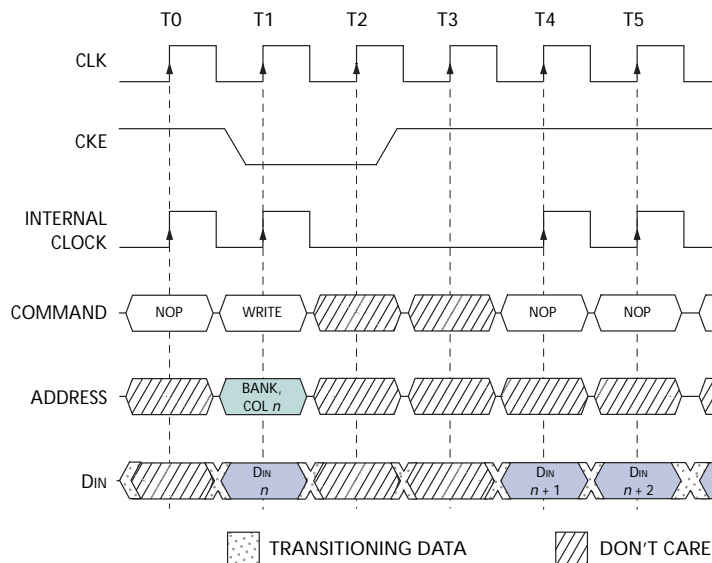 T0 T1 T2 T3 T4 T5
CLK
CKE
INTERNAL
CLOCK
COMMAND NOP WRITE NOP NOP
ADDRESS BANK,
COL n
DIN DIN
n DIN
n + 1 DIN
n + 2
TRANSITIONING DATA DON'T CARE